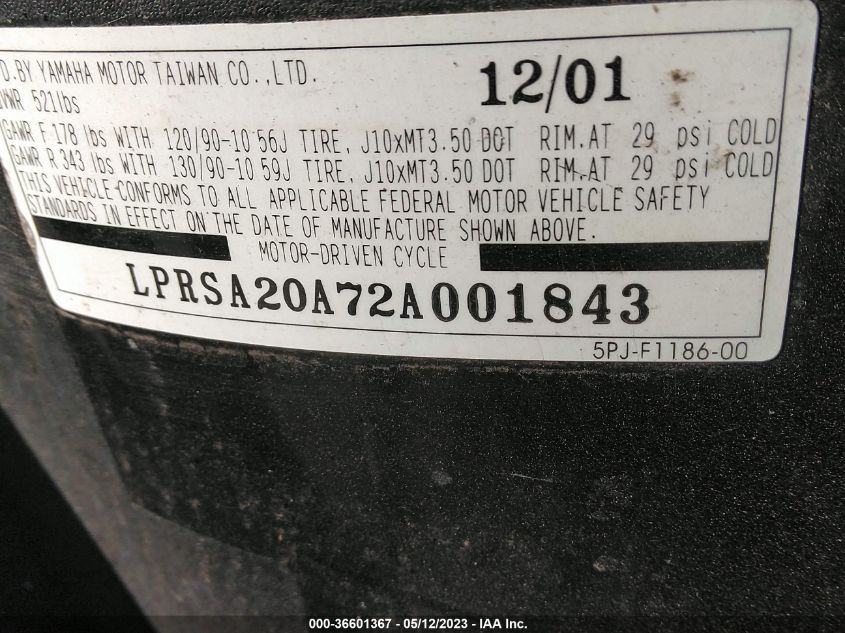 D.BY YAMAHA MOTOR TAIWAN CO.,LTD. 12/01
VWR 521lbs
GAWR F 178 lbs WITH 120/90-10 56J TIRE, J10xMT3.50 DOT RIM.AT 29 psi COLD
GAWR R 343 lbs WITH 130/90-10 59J TIRE, J10xMT3.50 DOT RIM.AT 29 psi COLD
THIS VEHICLE CONFORMS TO ALL APPLICABLE FEDERAL MOTOR VEHICLE SAFETY
STANDARDS IN EFFECT ON THE DATE OF MANUFACTURE SHOWN ABOVE.
MOTOR-DRIVEN CYCLE
LPRSA20A72A001843
5PJ-F1186-00
000-36601367 - 05/12/2023 - IAAI.com